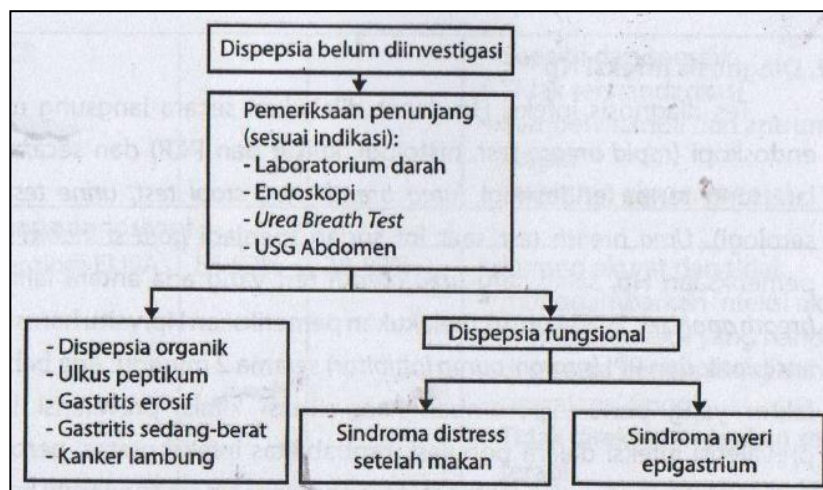 Dispepsia belum diinvestigasi
Pemeriksaan penunjang
(sesuai indikasi):
- Laboratorium darah
- Endoskopi
- Urea Breath Test
- USG Abdomen
- Dispepsia organik
- Ulkus peptikum
- Gastritis erosif
- Gastritis sedang-berat
- Kanker lambung
Dispepsia fungsional
Sindroma distress
setelah makan
Sindroma nyeri
epigastrium